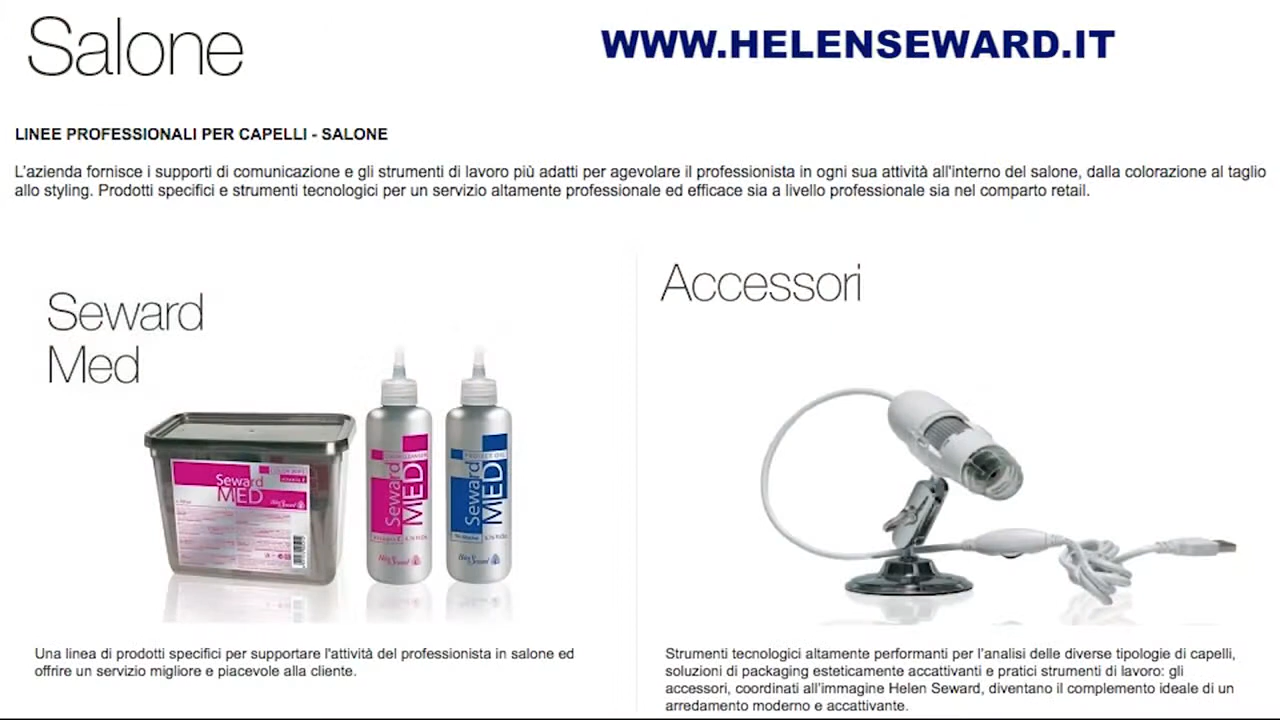 Salone
WWW.HELENSEWARD.IT
LINEE PROFESSIONALI PER CAPELLI - SALONE
L'azienda fornisce i supporti di comunicazione e gli strumenti di lavoro più adatti per agevolare il professionista in ogni sua attività all'interno del salone, dalla colorazione al taglio
allo styling. Prodotti specifici e strumenti tecnologici per un servizio altamente professionale ed efficace sia a livello professionale sia nel comparto retail.
Seward
Med
Seward
MED
Seward
MED
PROTECT OIL
Seward
MED
Una linea di prodotti specifici per supportare l'attività del professionista in salone ed
offrire un servizio migliore e piacevole alla cliente.
Accessori
Strumenti tecnologici altamente performanti per l'analisi delle diverse tipologie di capelli,
soluzioni di packaging esteticamente accattivanti e pratici strumenti di lavoro: gli
accessori, coordinati all'immagine Helen Seward, diventano il complemento ideale di un
arredamento moderno e accattivante.